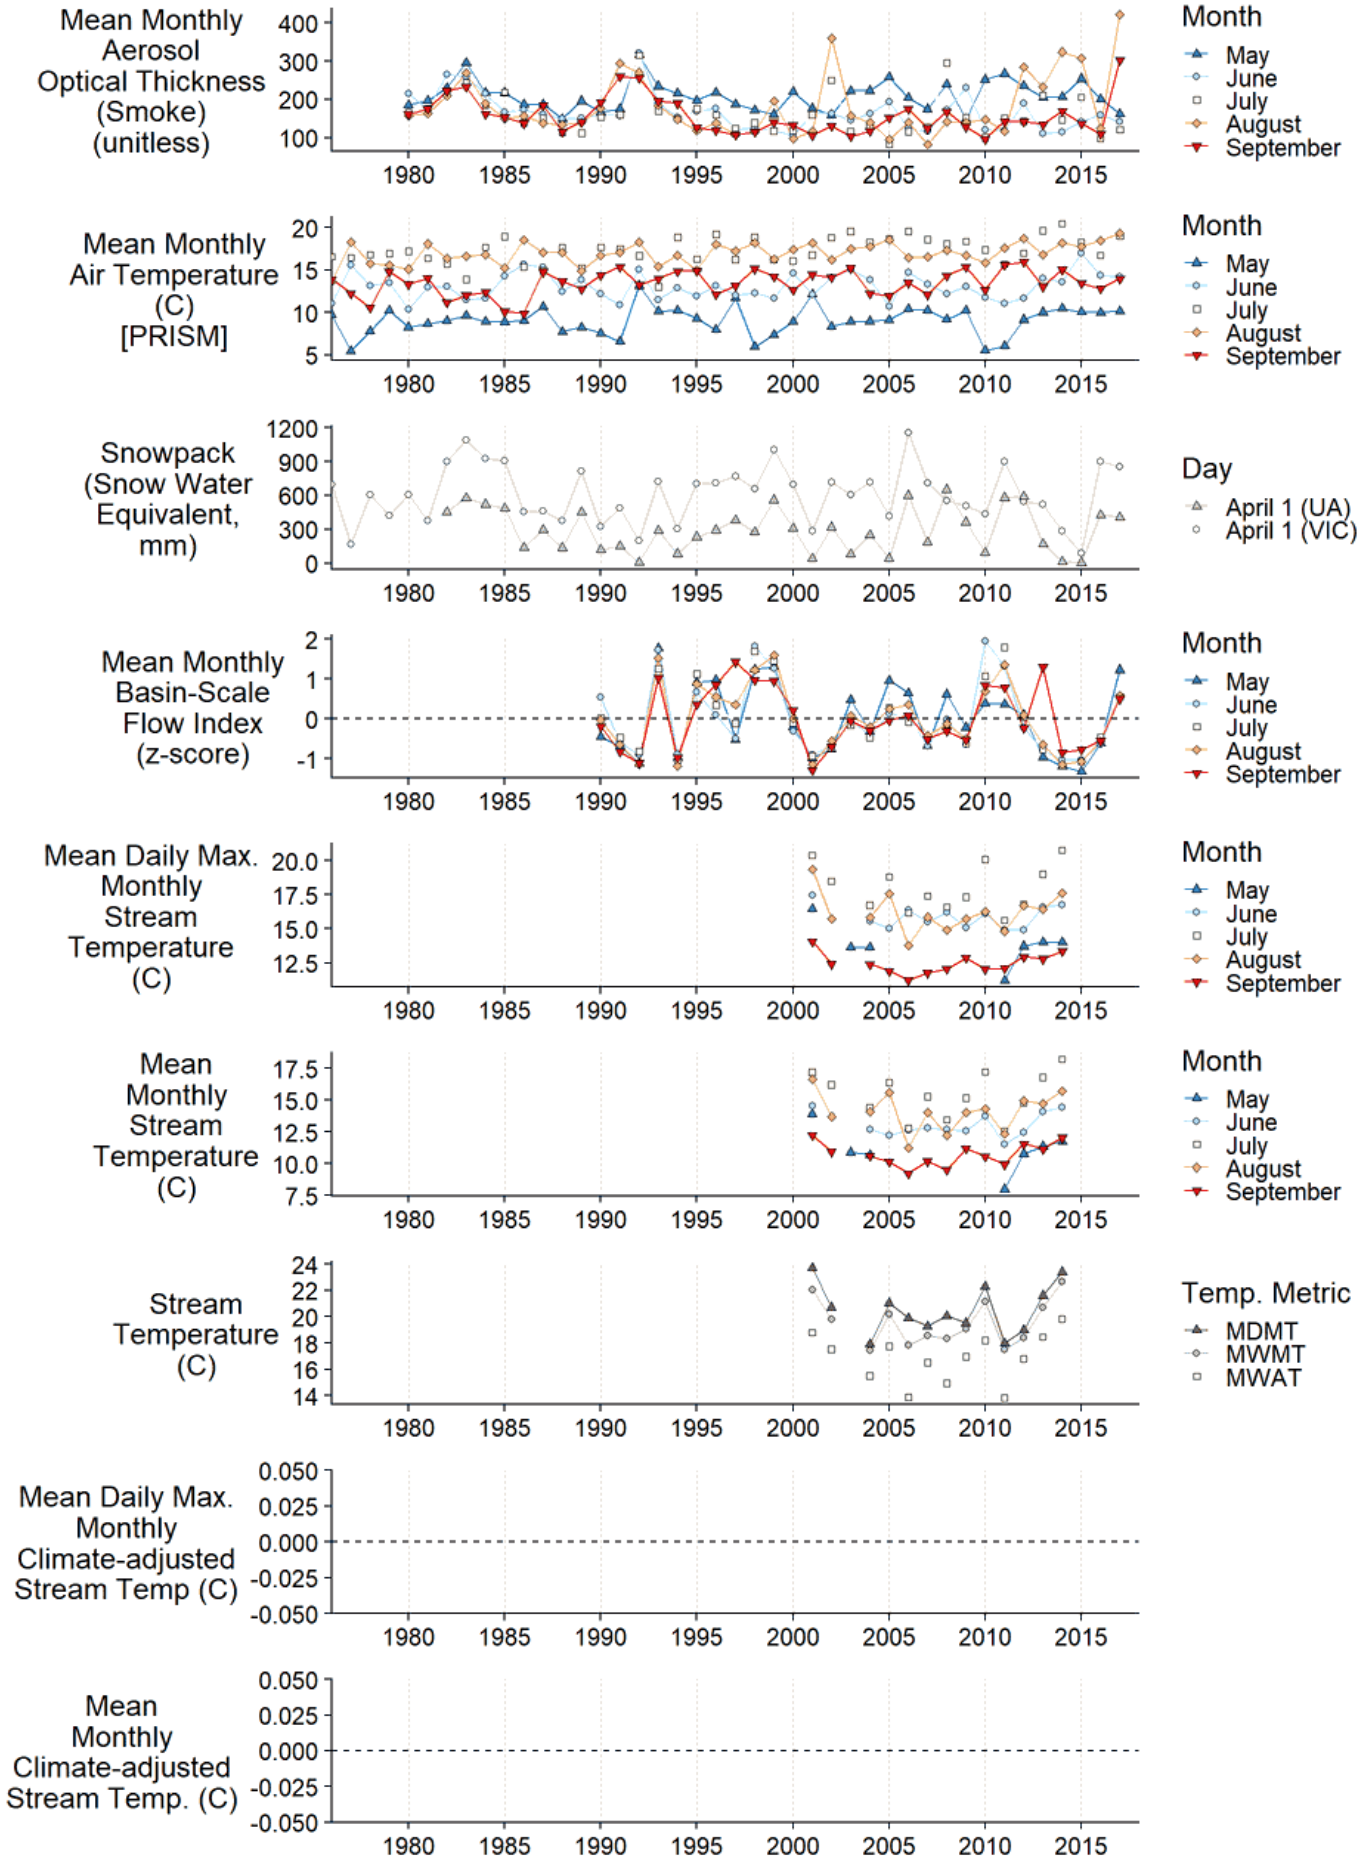 Mean Monthly
Aerosol
Optical Thickness
(Smoke)
(unitless)
400
300
200
100
1980 1985 1990 1995 2000 2005 2010 2015
Month
May
June
July
August
September
Mean Monthly
Air Temperature
(C)
[PRISM]
20
15
10
5
1980 1985 1990 1995 2000 2005 2010 2015
Month
May
June
July
August
September
Snowpack
(Snow Water
Equivalent,
mm)
1200
900
600
300
0
1980 1985 1990 1995 2000 2005 2010 2015
Day
April 1 (UA)
April 1 (VIC)
Mean Monthly
Basin-Scale
Flow Index
(z-score)
2
1
0
-1
1980 1985 1990 1995 2000 2005 2010 2015
Month
May
June
July
August
September
Mean Daily Max.
Monthly
Stream
Temperature
(C)
20.0
17.5
15.0
12.5
1980 1985 1990 1995 2000 2005 2010 2015
Month
May
June
July
August
September
Mean
Monthly
Stream
Temperature
(C)
17.5
15.0
12.5
10.0
7.5
1980 1985 1990 1995 2000 2005 2010 2015
Month
May
June
July
August
September
Stream
Temperature
(C)
24
22
20
18
16
14
1980 1985 1990 1995 2000 2005 2010 2015
Temp. Metric
MDMT
MWMT
MWAT
Mean Daily Max.
Monthly
Climate-adjusted
Stream Temp (C)
0.050
0.025
0.000
-0.025
-0.050
1980 1985 1990 1995 2000 2005 2010 2015
Mean
Monthly
Climate-adjusted
Stream Temp. (C)
0.050
0.025
0.000
-0.025
-0.050
1980 1985 1990 1995 2000 2005 2010 2015